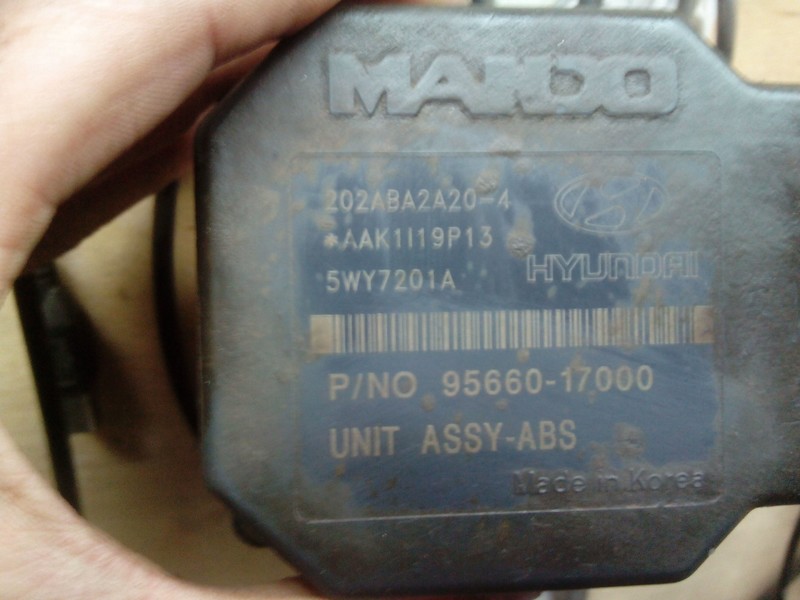 MANDO
202ABA2A20-4
*AAK1I19P13
5WY7201A
HYUNDAI
P/NO 95660-17000
UNIT ASSY-ABS
Made in Korea